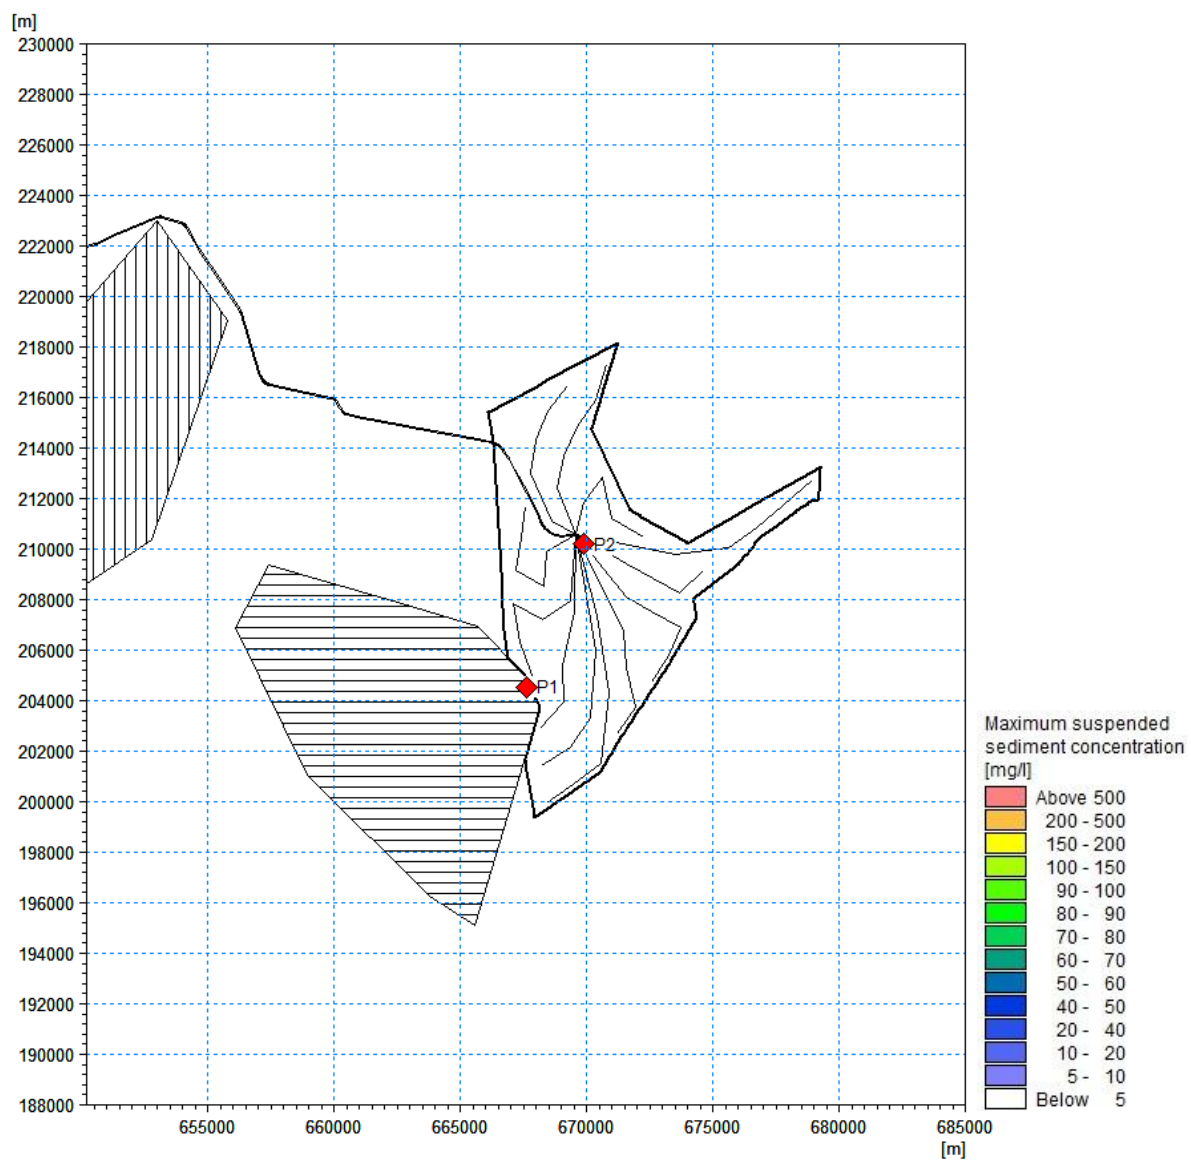 [m]
230000
228000
226000
224000
222000
220000
218000
216000
214000
212000
210000
208000
206000
204000
202000
200000
198000
196000
194000
192000
190000
188000
P2
P1
655000 660000 665000 670000 675000 680000 685000
[m]
Maximum suspended
sediment concentration
[mg/l]
Above 500
200 - 500
150 - 200
100 - 150
90 - 100
80 - 90
70 - 80
60 - 70
50 - 60
40 - 50
20 - 40
10 - 20
5 - 10
Below 5